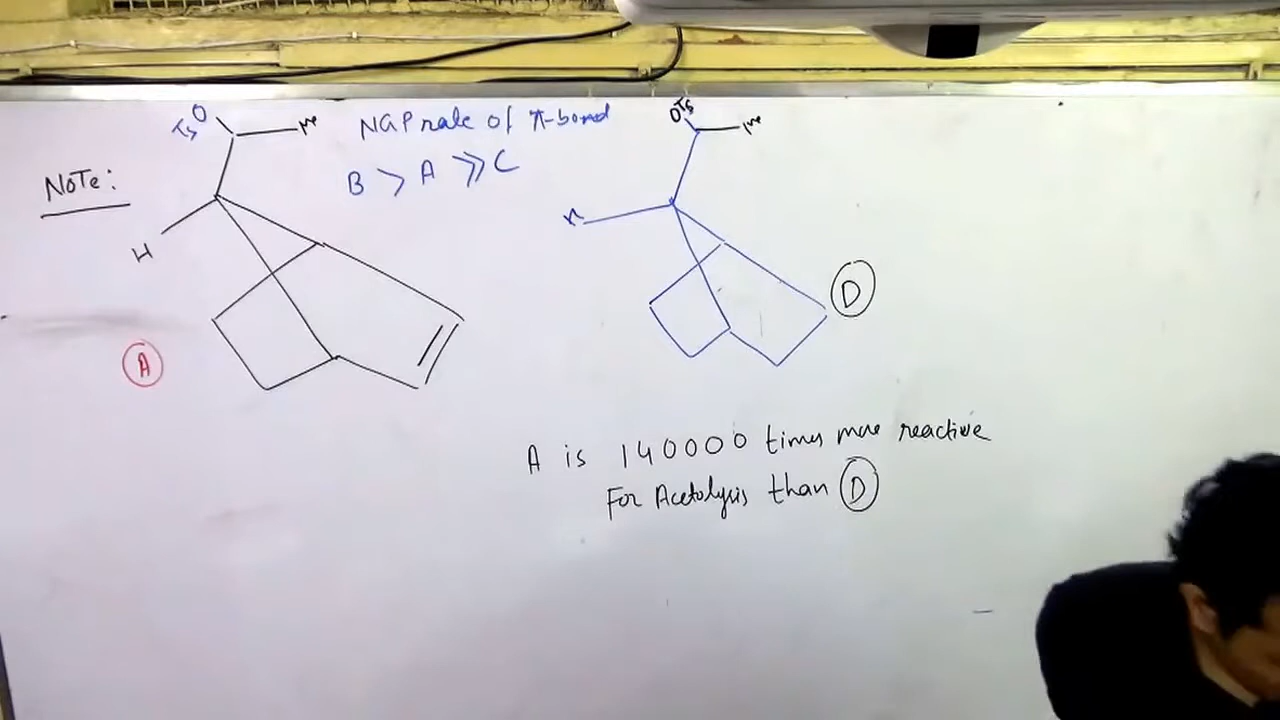 NOTE:
TsO
Me
H
A
NGP rate of π-bond
B > A >> C
OTs
Me
D
A is 140000 times more reactive
For Acetolysis than D